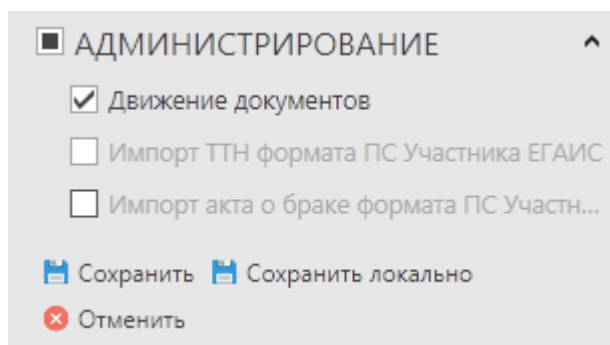 АДМИНИСТРИРОВАНИЕ
Движение документов
Импорт ТТН формата ПС Участника ЕГАИС
Импорт акта о браке формата ПС Участн...
Сохранить Сохранить локально
Отменить